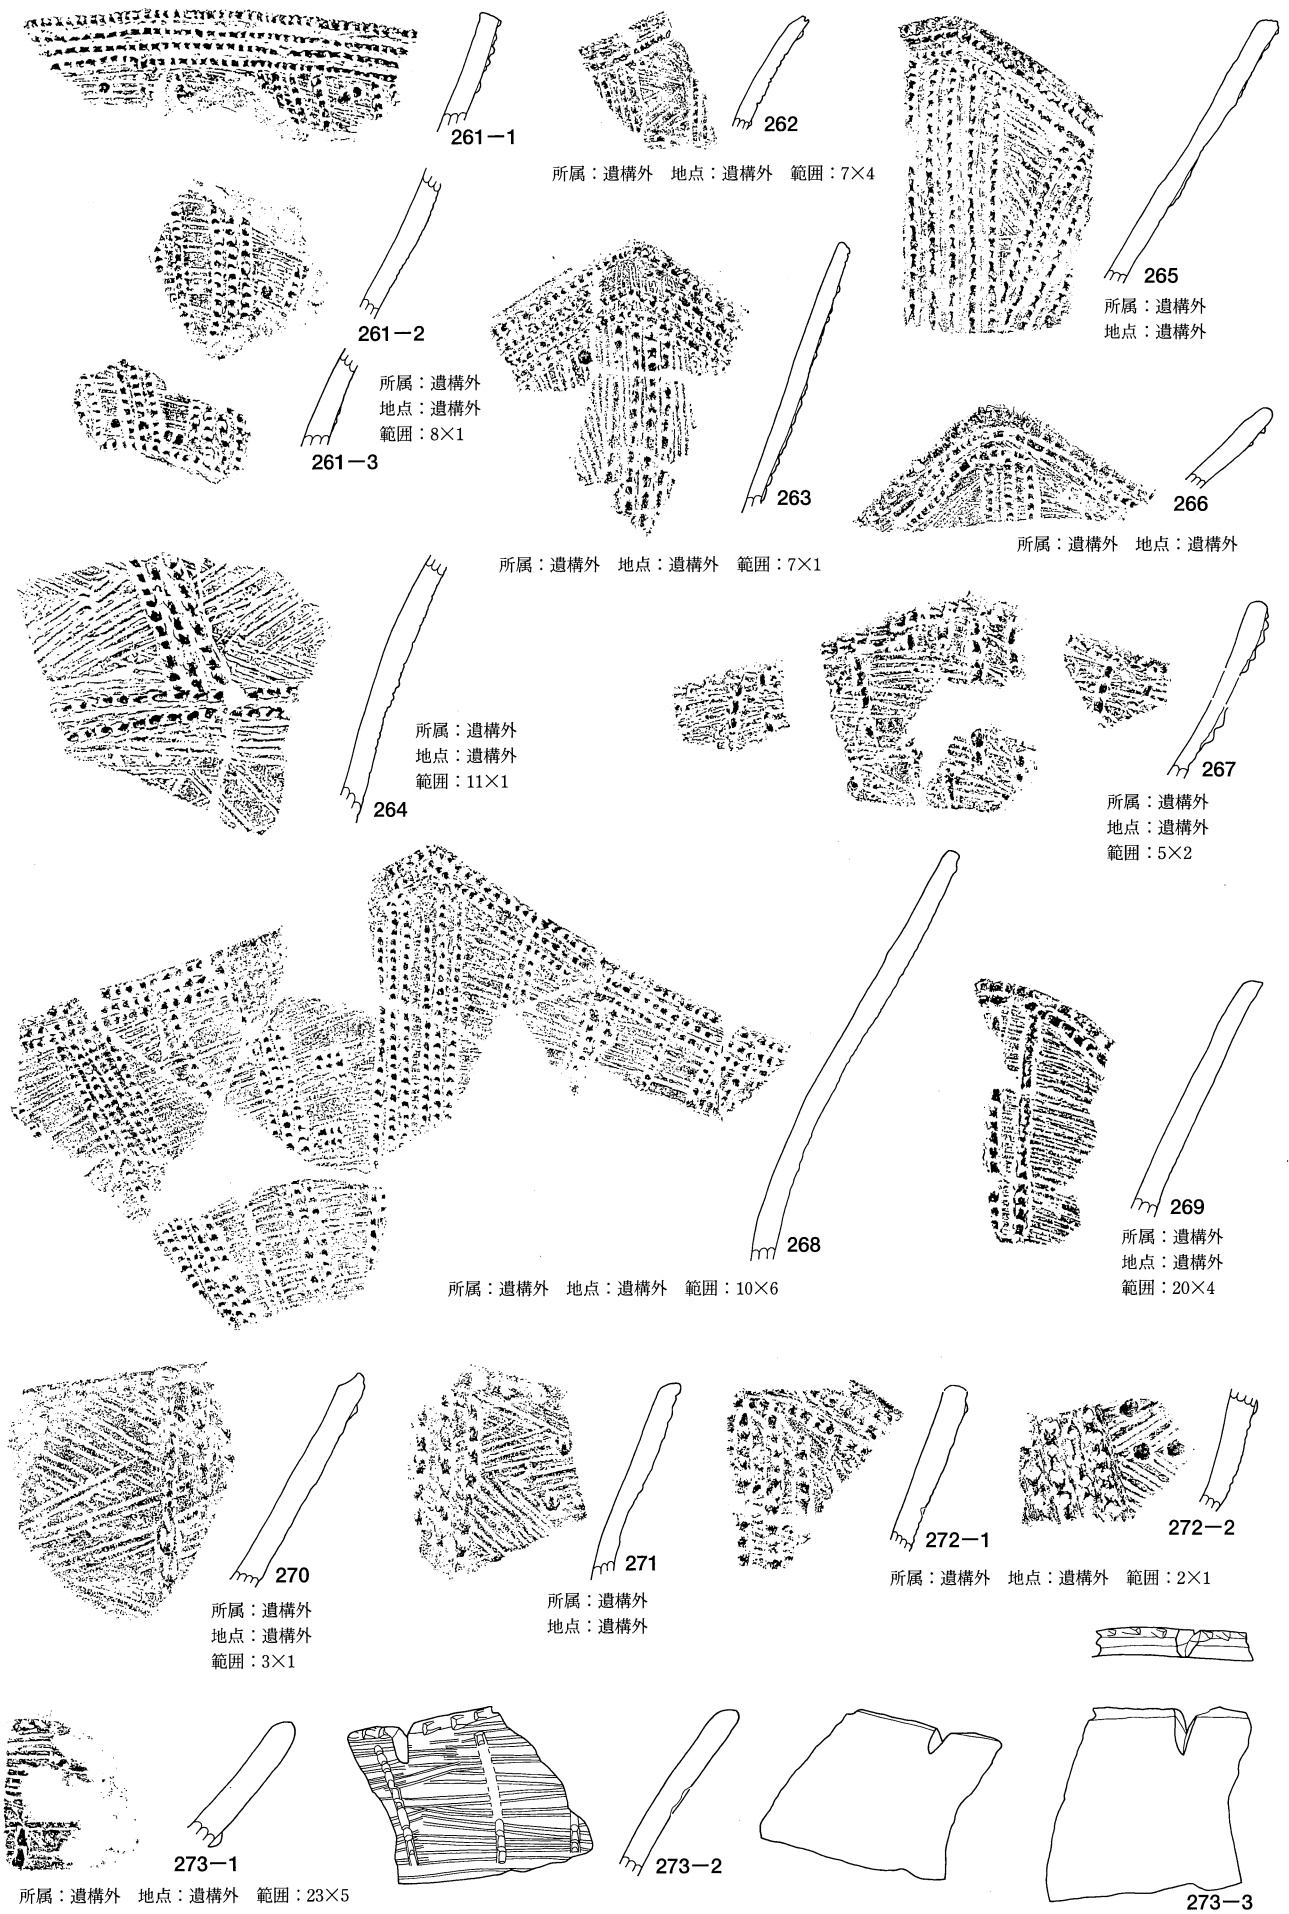 261－1
262
所属：遺構外　地点：遺構外　範囲：7×4
265
所属：遺構外
地点：遺構外
261－2
所属：遺構外
地点：遺構外
範囲：8×1
261－3
263
所属：遺構外　地点：遺構外　範囲：7×1
266
所属：遺構外　地点：遺構外
264
所属：遺構外
地点：遺構外
範囲：11×1
267
所属：遺構外
地点：遺構外
範囲：5×2
268
所属：遺構外　地点：遺構外　範囲：10×6
269
所属：遺構外
地点：遺構外
範囲：20×4
270
所属：遺構外
地点：遺構外
範囲：3×1
271
所属：遺構外
地点：遺構外
272－1
272－2
所属：遺構外　地点：遺構外　範囲：2×1
273－1
所属：遺構外　地点：遺構外　範囲：23×5
273－2
273－3